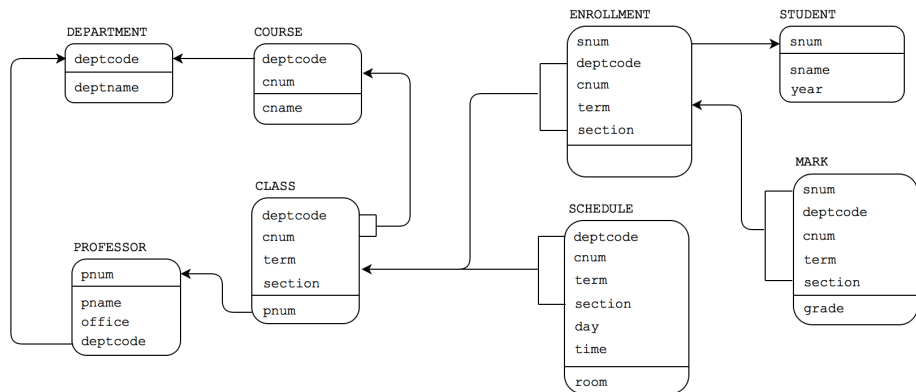 DEPARTMENT
deptcode
deptname
COURSE
deptcode
cnum
cname
ENROLLMENT
snum
deptcode
cnum
term
section
STUDENT
snum
sname
year
MARK
snum
deptcode
cnum
term
section
grade
CLASS
deptcode
cnum
term
section
pnum
SCHEDULE
deptcode
cnum
term
section
day
time
room
PROFESSOR
pnum
pname
office
deptcode